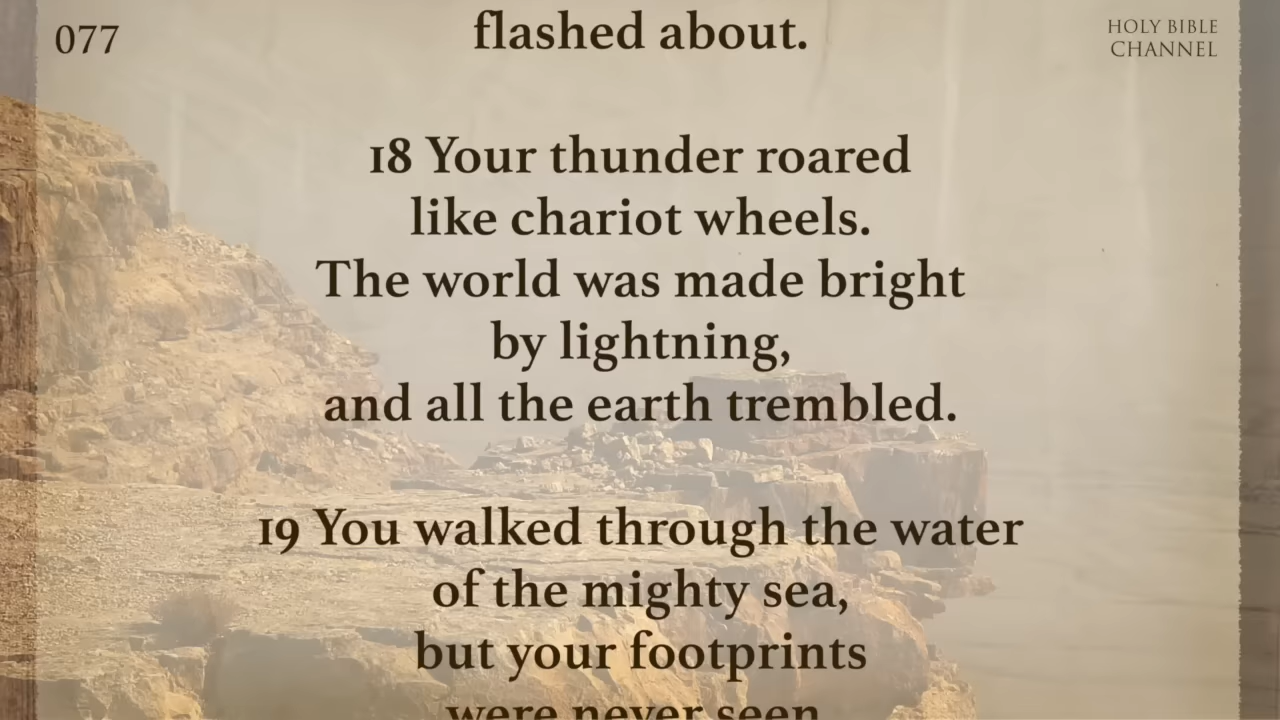 077
HOLY BIBLE
CHANNEL
flashed about.
18 Your thunder roared
like chariot wheels.
The world was made bright
by lightning,
and all the earth trembled.
19 You walked through the water
of the mighty sea,
but your footprints
were never seen.